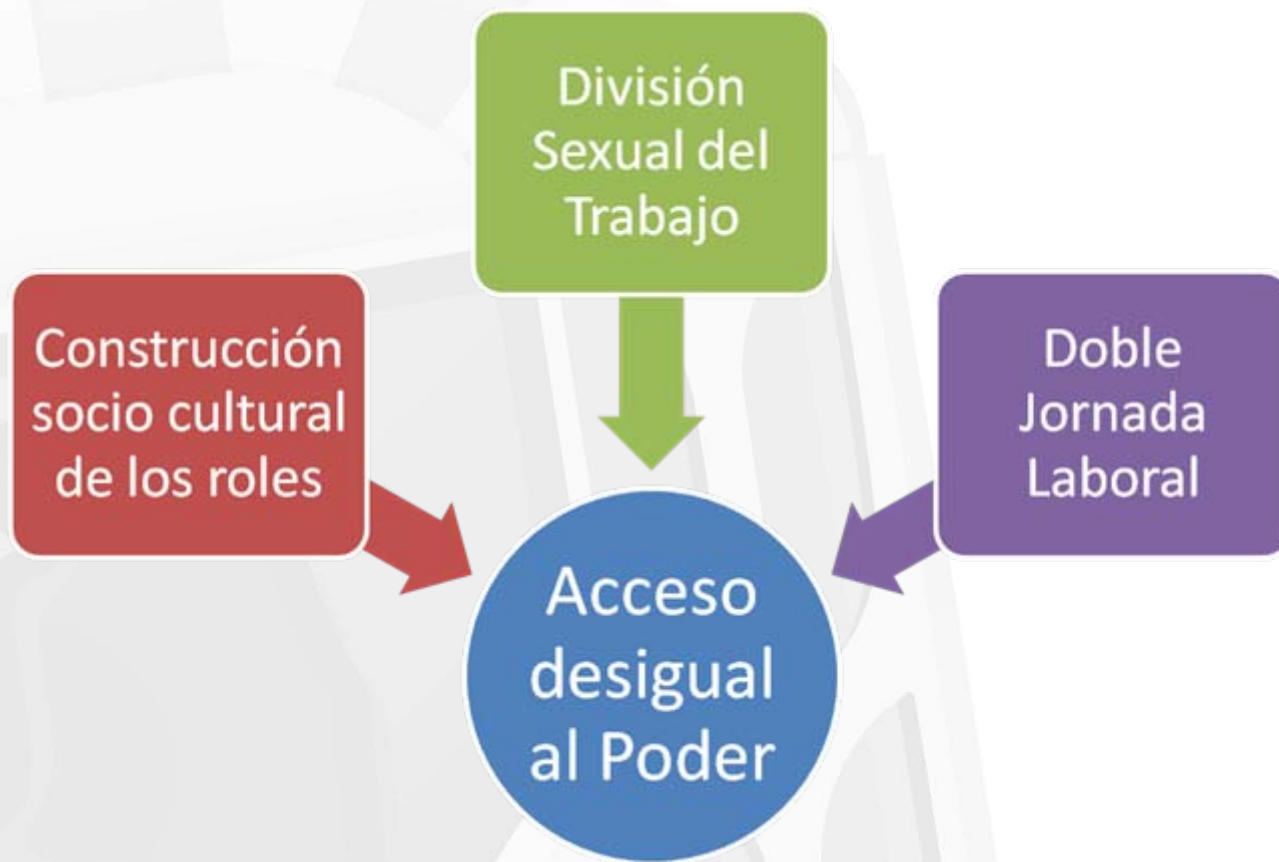 División
Sexual del
Trabajo
Construcción
socio cultural
de los roles
Doble
Jornada
Laboral
Acceso
desigual
al Poder